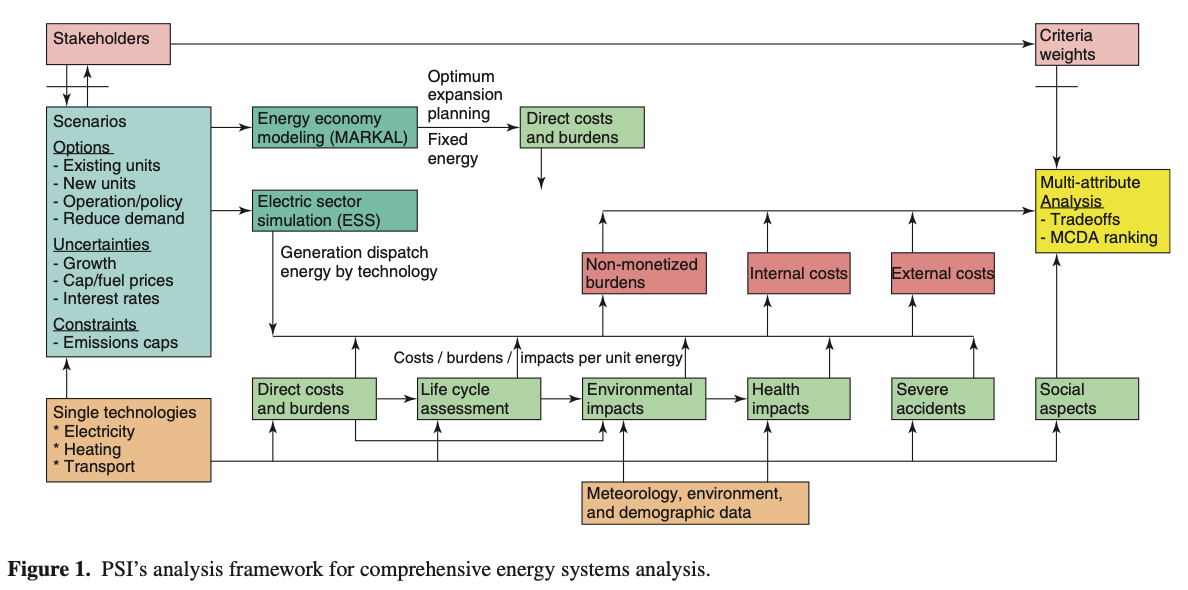 Stakeholders
Criteria
weights
Scenarios
Options
- Existing units
- New units
- Operation/policy
- Reduce demand
Uncertainties
- Growth
- Cap/fuel prices
- Interest rates
Constraints
- Emissions caps
Energy economy
modeling (MARKAL)
Optimum
expansion
planning
Fixed
energy
Direct costs
and burdens
Electric sector
simulation (ESS)
Generation dispatch
energy by technology
Multi-attribute
Analysis
- Tradeoffs
- MCDA ranking
Non-monetized
burdens
Internal costs
External costs
Costs / burdens / impacts per unit energy
Direct costs
and burdens
Life cycle
assessment
Environmental
impacts
Health
impacts
Severe
accidents
Social
aspects
Single technologies
* Electricity
* Heating
* Transport
Meteorology, environment,
and demographic data
Figure 1. PSI's analysis framework for comprehensive energy systems analysis.